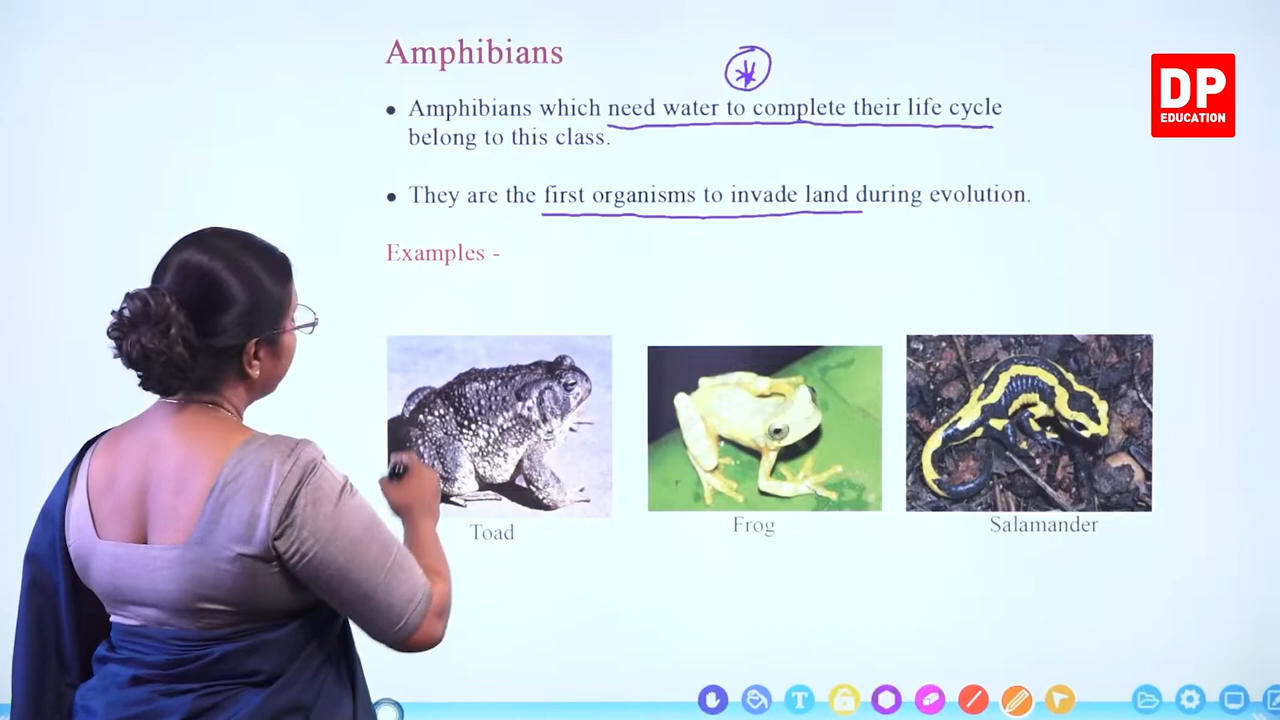 Amphibians
DP
EDUCATION
• Amphibians which need water to complete their life cycle
belong to this class.
• They are the first organisms to invade land during evolution.
Examples -
Toad
Frog
Salamander
T